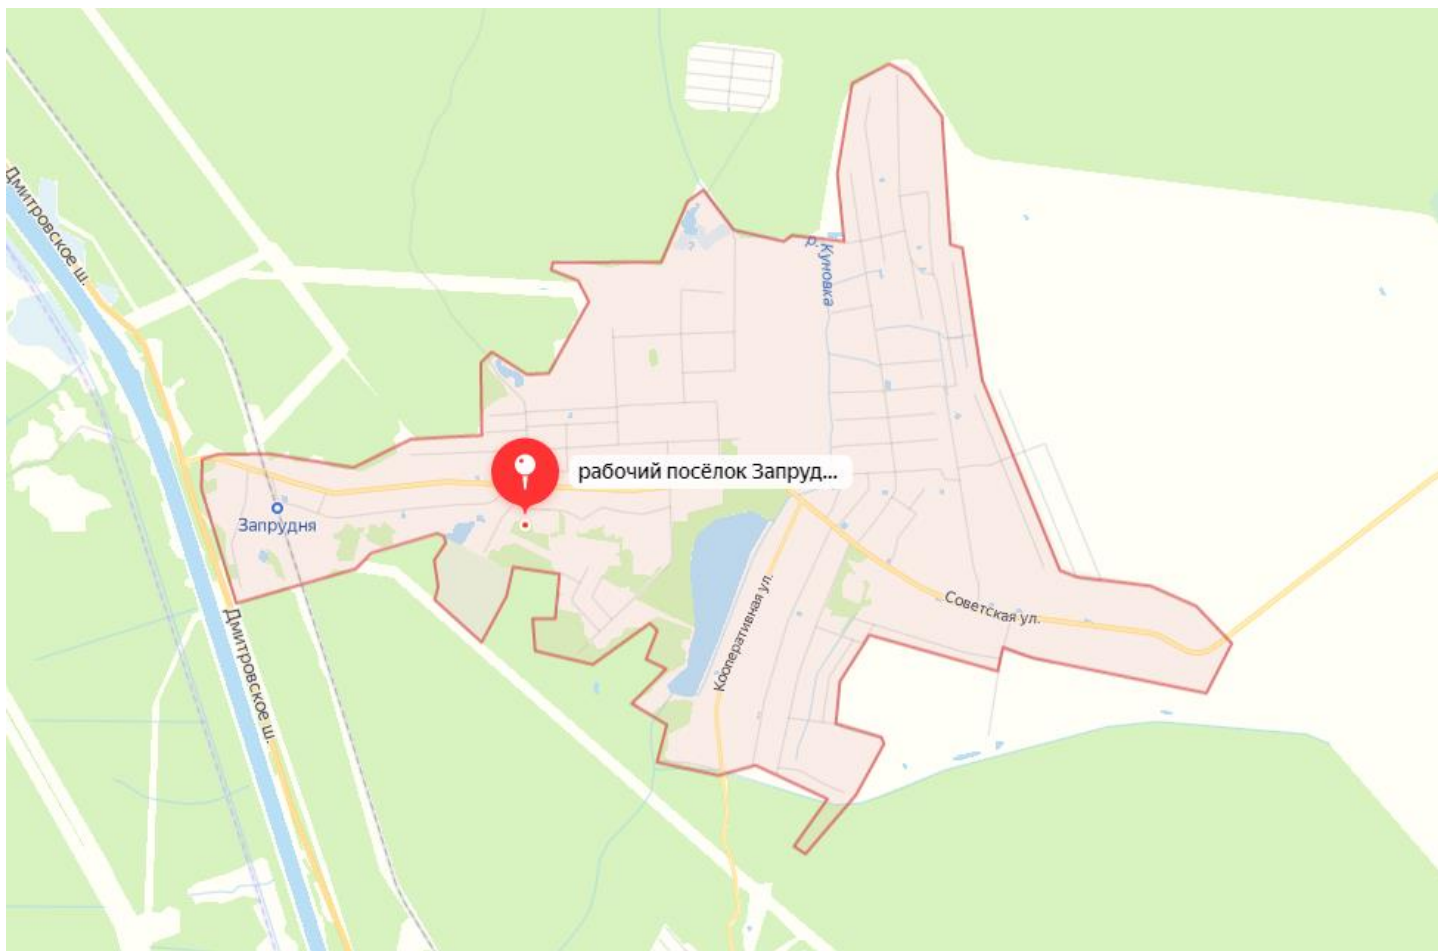 Дмитровское ш.
р. Куновка
рабочий посёлок Запруд...
Запрудня
Кооперативная ул.
Советская ул.
Дмитровское ш.